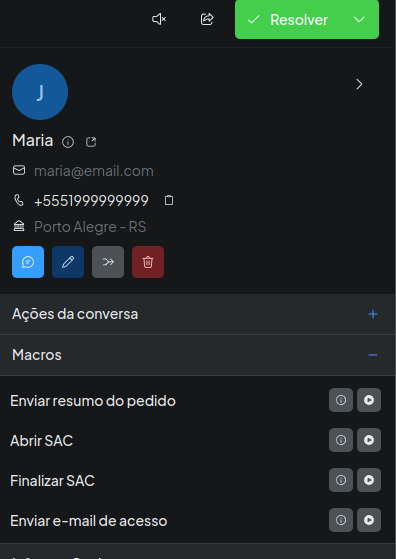 Resolver
J
Maria
maria@email.com
+5551999999999
Porto Alegre - RS
Ações da conversa
Macros
Enviar resumo do pedido
Abrir SAC
Finalizar SAC
Enviar e-mail de acesso